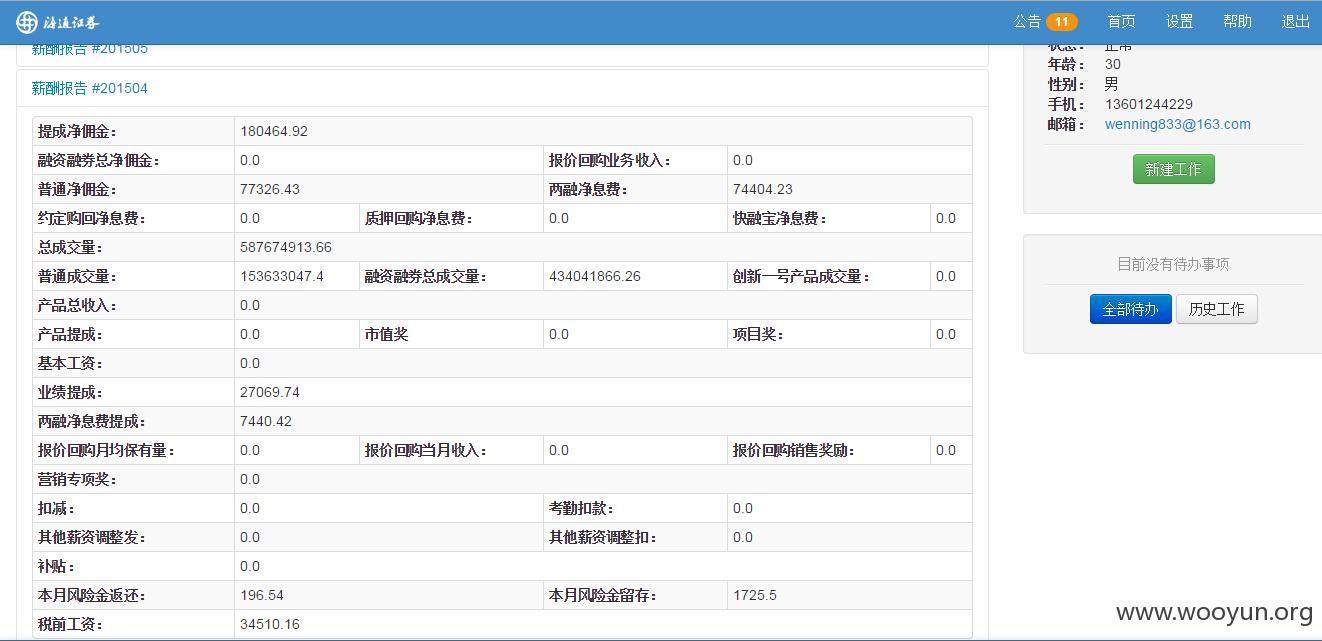 海通证券 公告 11 首页 设置 帮助 退出
薪酬报告 #201505
薪酬报告 #201504
提成净佣金： 180464.92
融资融券总净佣金： 0.0 报价回购业务收入： 0.0
普通净佣金： 77326.43 两融净息费： 74404.23
约定购回净息费： 0.0 质押回购净息费： 0.0 快融宝净息费： 0.0
总成交量： 587674913.66
普通成交量： 153633047.4 融资融券总成交量： 434041866.26 创新一号产品成交量： 0.0
产品总收入： 0.0
产品提成： 0.0 市值奖 0.0 项目奖： 0.0
基本工资： 0.0
业绩提成： 27069.74
两融净息费提成： 7440.42
报价回购月均保有量： 0.0 报价回购当月收入： 0.0 报价回购销售奖励： 0.0
营销专项奖： 0.0
扣减： 0.0 考勤扣款： 0.0
其他薪资调整发： 0.0 其他薪资调整扣： 0.0
补贴： 0.0
本月风险金返还： 196.54 本月风险金留存： 1725.5
税前工资： 34510.16
状态： 正常
年龄： 30
性别： 男
手机： 13601244229
邮箱： wenning833@163.com
新建工作
目前没有待办事项
全部待办 历史工作
www.wooyun.org